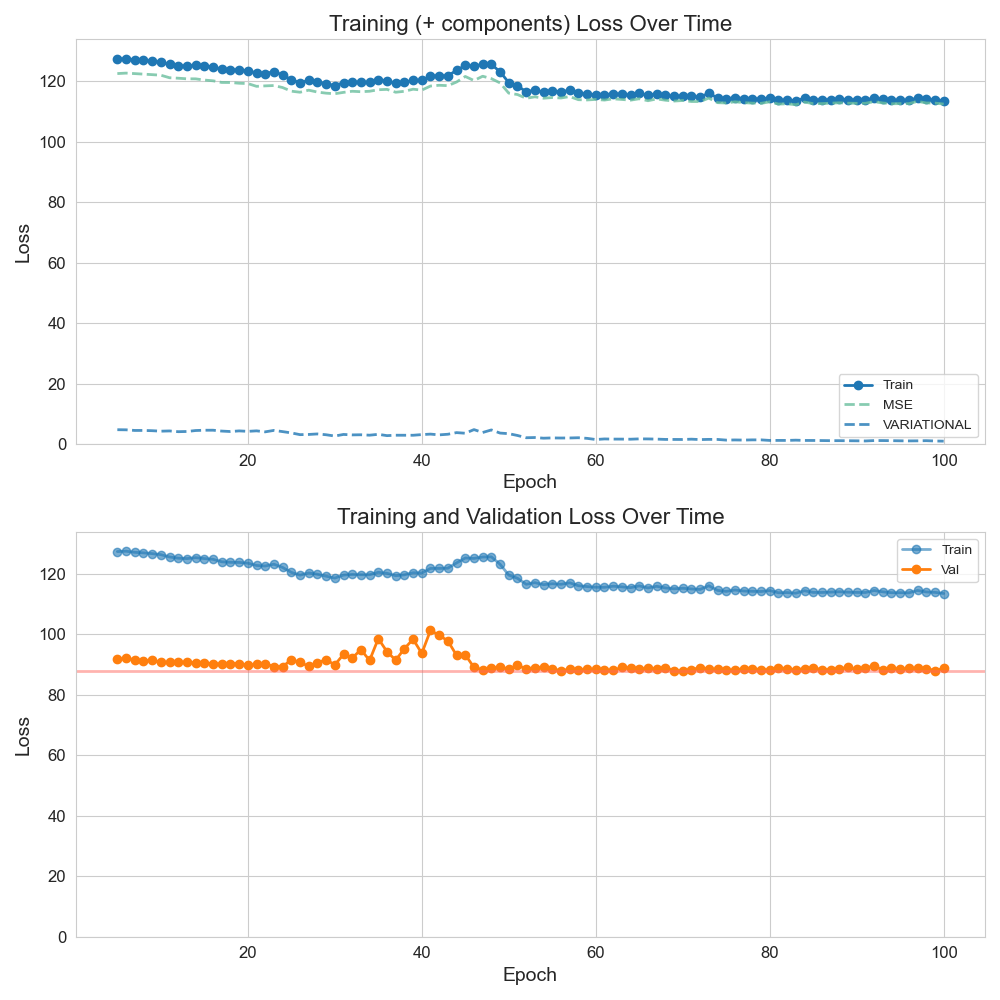 Training (+ components) Loss Over Time
Loss
120
100
80
60
40
20
0
Train
MSE
VARIATIONAL
20 40 60 80 100
Epoch
Training and Validation Loss Over Time
Loss
120
100
80
60
40
20
0
Train
Val
20 40 60 80 100
Epoch